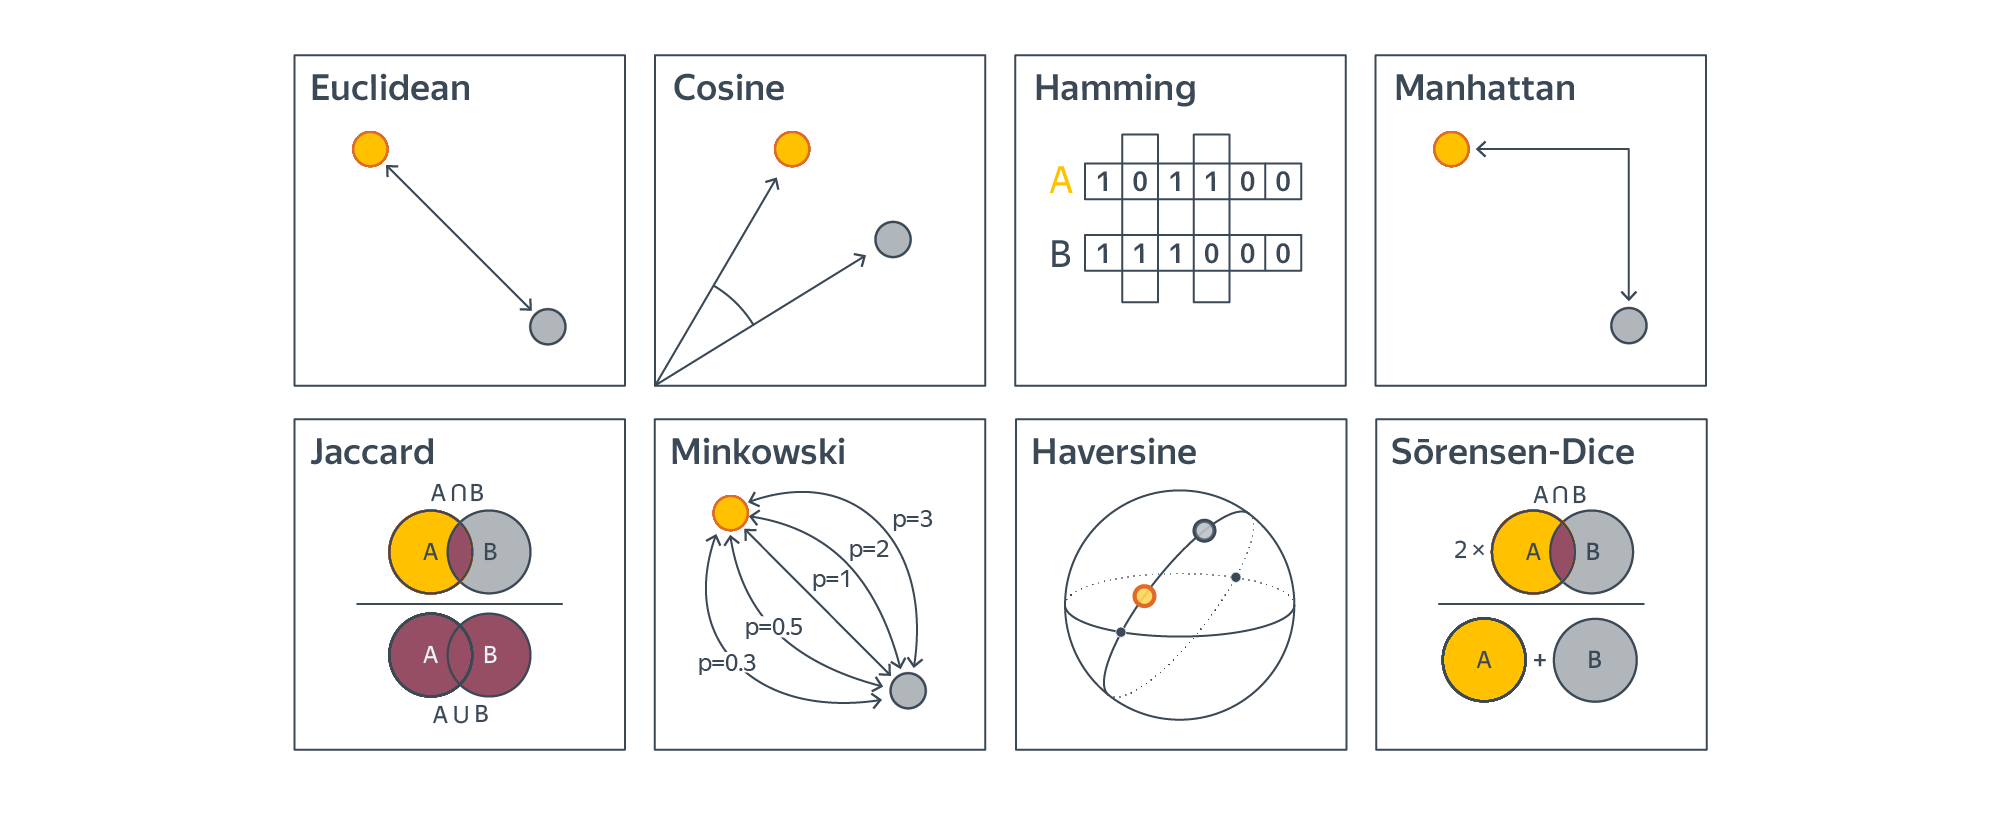 Euclidean
Cosine
Hamming
A 1 0 1 1 0 0
B 1 1 1 0 0 0
Manhattan
Jaccard
A∩B
A B
A B
A∪B
Minkowski
p=3
p=2
p=1
p=0.5
p=0.3
Haversine
Sōrensen-Dice
A∩B
2× A B
A + B